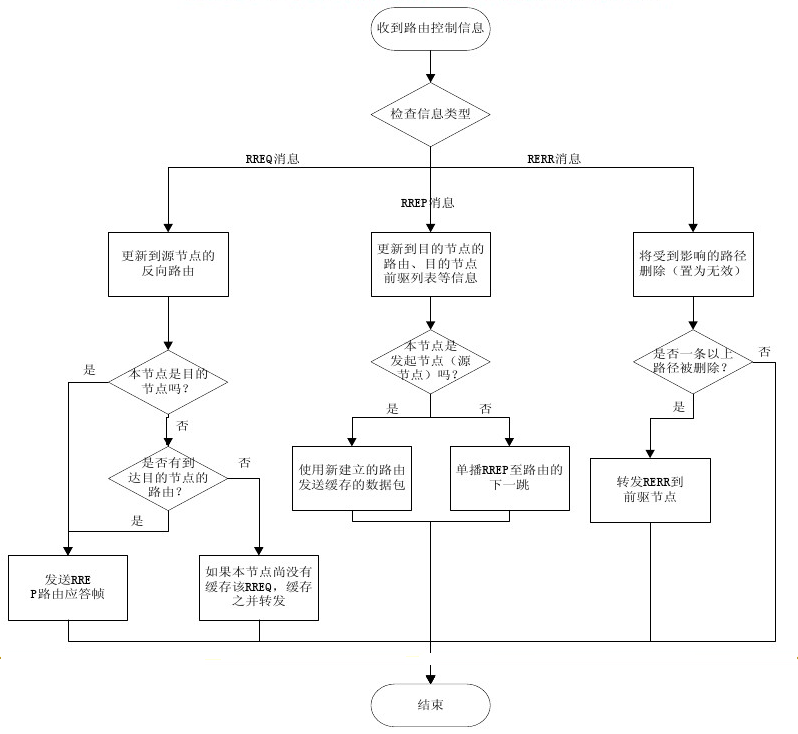 收到路由控制信息
检查信息类型
RREQ消息
RERR消息
RREP消息
更新到源节点的
反向路由
更新到目的节点的
路由、目的节点
前驱列表等信息
将受到影响的路径
删除（置为无效）
本节点是目的
节点吗？
是
否
本节点是
发起节点（源
节点）吗？
是
否
是否一条以上
路径被删除？
否
是
是否有到
达目的节点的
路由？
否
是
使用新建立的路由
发送缓存的数据包
单播RREP至路由的
下一跳
转发RERR到
前驱节点
发送RRE
P路由应答帧
如果本节点尚没有
缓存该RREQ，缓存
之并转发
结束